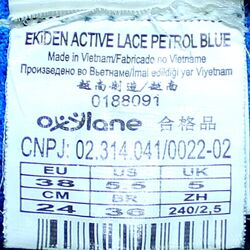 EKIDEN ACTIVE LACE PETROL BLUE
Made in Vietnam/Fabricado no Vietname
Произведено во Вьетнаме/Imal edildiği yer Viyetnam
越南制造/越南
0188091
oxylane 合格品
CNPJ: 02.314.041/0022-02
EU US UK
38 5.5 5
CM BR ZH
24 36 240/2,5